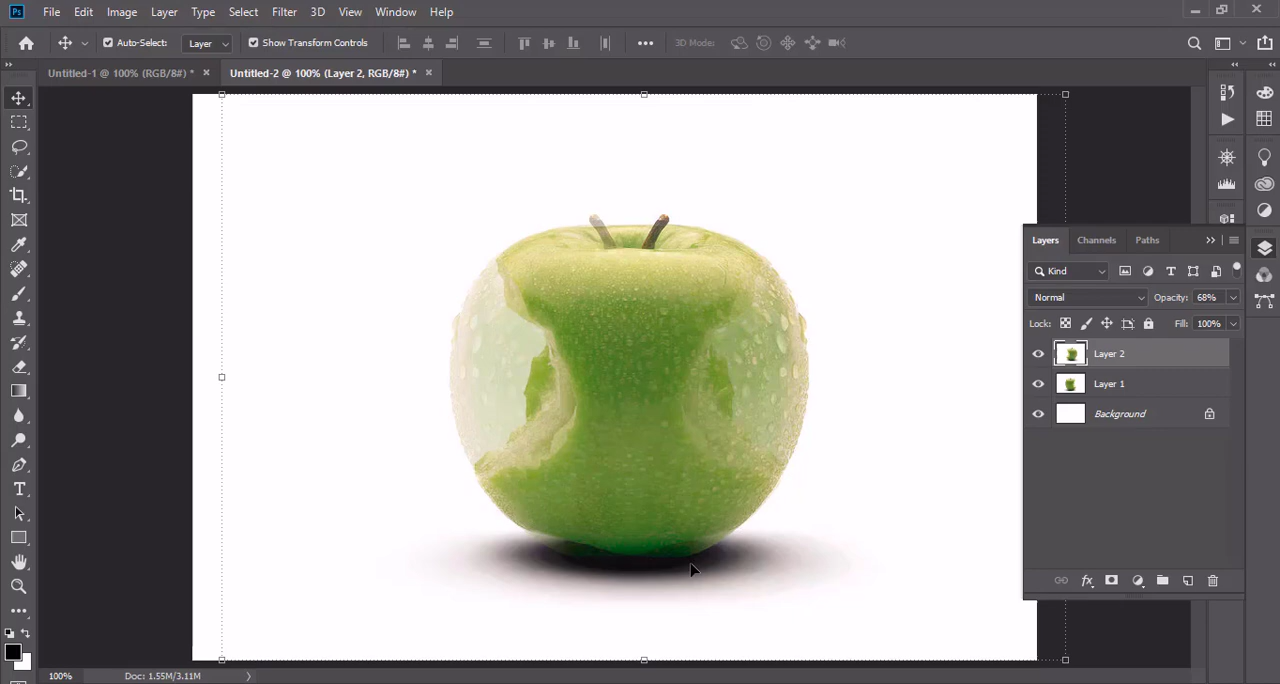 Ps File Edit Image Layer Type Select Filter 3D View Window Help
Auto-Select: Layer Show Transform Controls 3D Mode:
Untitled-1 @ 100% (RGB/8#) * Untitled-2 @ 100% (Layer 2, RGB/8#) *
Layers Channels Paths
Kind
Normal Opacity: 68%
Lock: Fill: 100%
Layer 2
Layer 1
Background
fx
100% Doc: 1.55M/3.11M